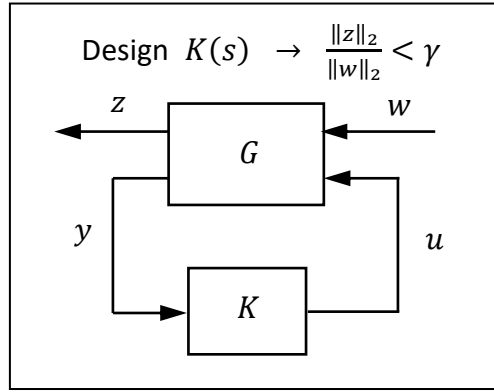 Design K(s) → ‖z‖₂/‖w‖₂ < γ
z
w
G
y
u
K